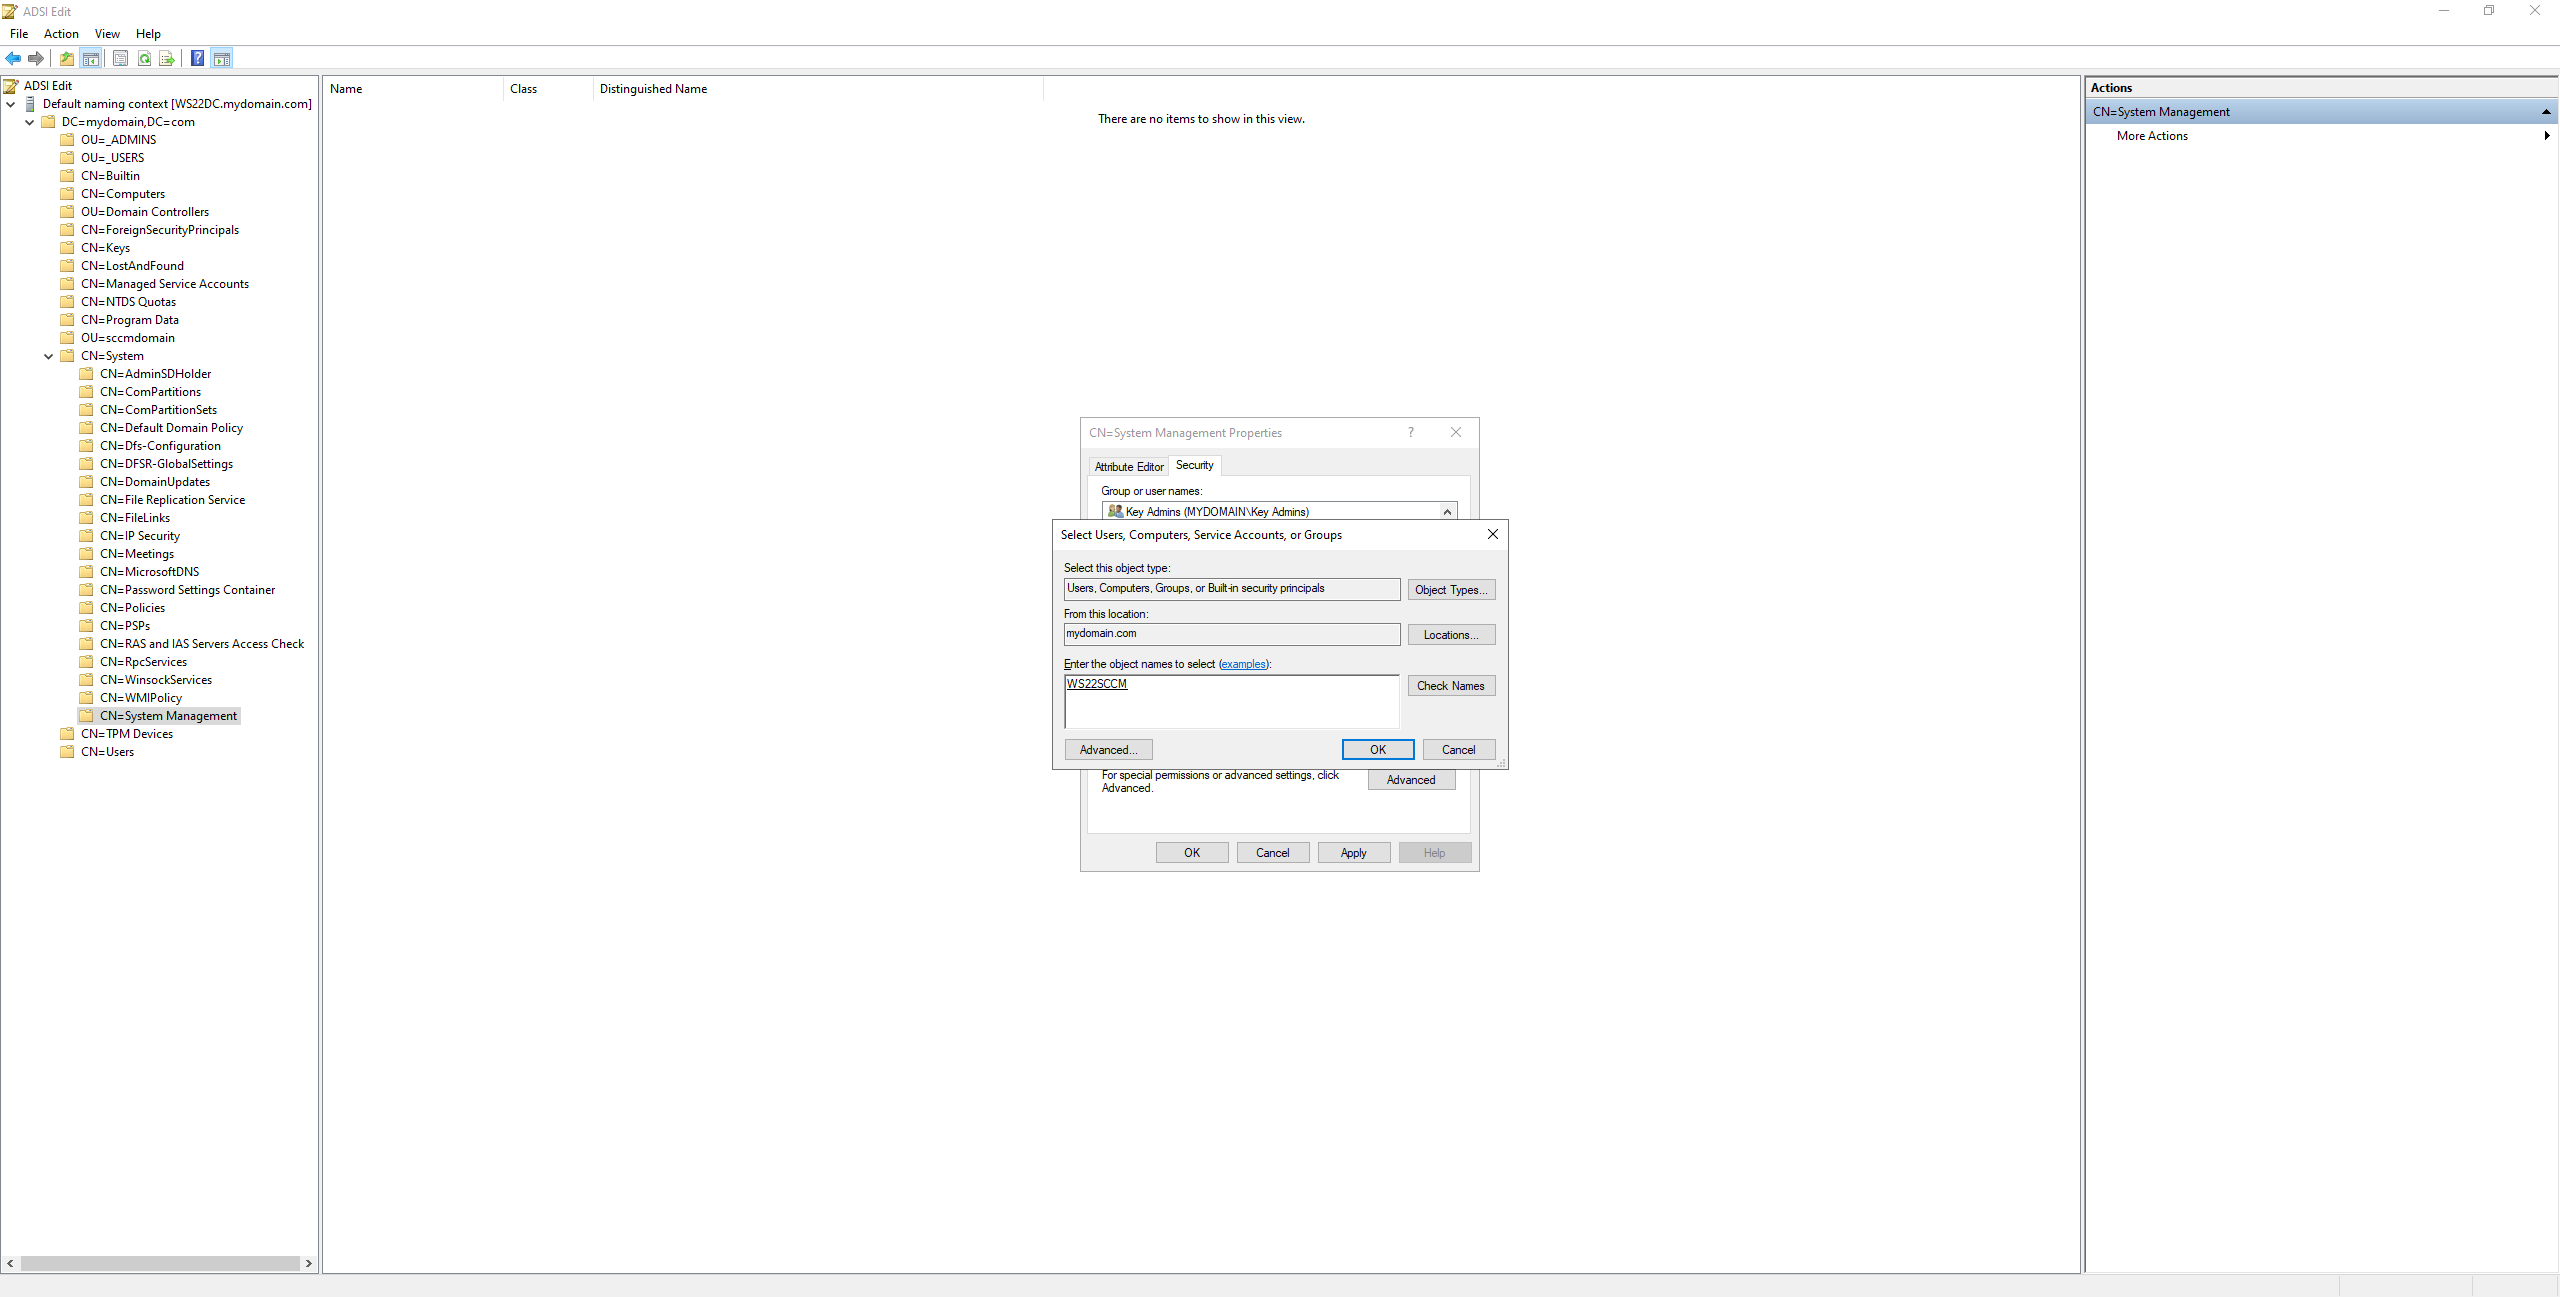 ADSI Edit
File Action View Help
ADSI Edit
Default naming context [WS22DC.mydomain.com]
DC=mydomain,DC=com
OU=_ADMINS
OU=_USERS
CN=Builtin
CN=Computers
OU=Domain Controllers
CN=ForeignSecurityPrincipals
CN=Keys
CN=LostAndFound
CN=Managed Service Accounts
CN=NTDS Quotas
CN=Program Data
OU=sccmdomain
CN=System
CN=AdminSDHolder
CN=ComPartitions
CN=ComPartitionSets
CN=Default Domain Policy
CN=Dfs-Configuration
CN=DFSR-GlobalSettings
CN=DomainUpdates
CN=File Replication Service
CN=FileLinks
CN=IP Security
CN=Meetings
CN=MicrosoftDNS
CN=Password Settings Container
CN=Policies
CN=PSPs
CN=RAS and IAS Servers Access Check
CN=RpcServices
CN=WinsockServices
CN=WMIPolicy
CN=System Management
CN=TPM Devices
CN=Users
Name Class Distinguished Name
There are no items to show in this view.
CN=System Management Properties
?
Attribute Editor Security
Group or user names:
Key Admins (MYDOMAIN\Key Admins)
Select Users, Computers, Service Accounts, or Groups
Select this object type:
Users, Computers, Groups, or Built-in security principals Object Types...
From this location:
mydomain.com Locations...
Enter the object names to select (examples):
WS22SCCM Check Names
Advanced... OK Cancel
For special permissions or advanced settings, click
Advanced.
Advanced
OK Cancel Apply Help
Actions
CN=System Management
More Actions